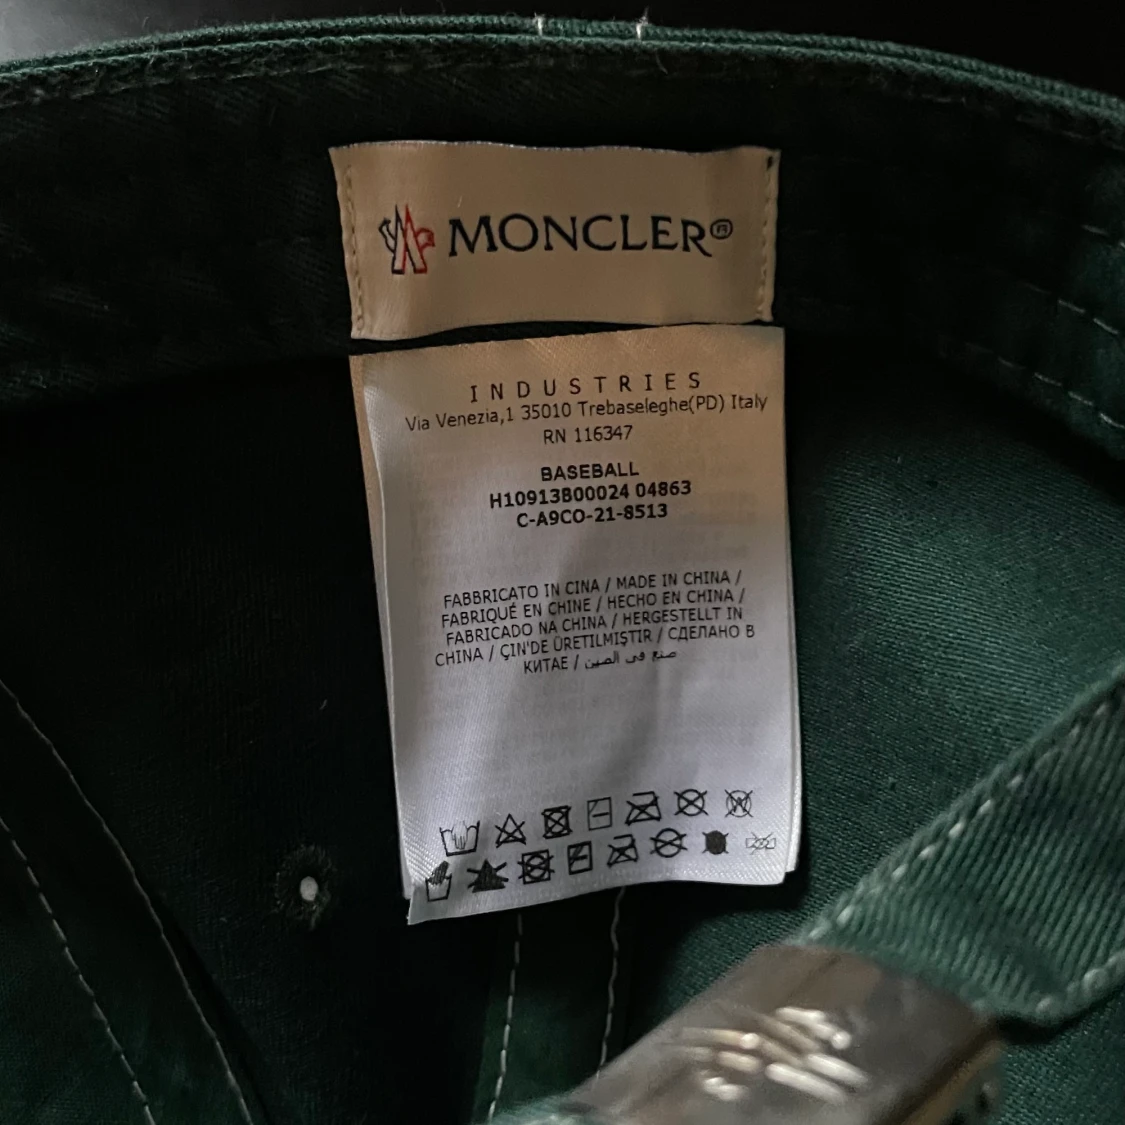 MONCLER®
INDUSTRIES
Via Venezia,1 35010 Trebaseleghe(PD) Italy
RN 116347
BASEBALL
H10913B00024 04863
C-A9CO-21-8513
FABBRICATO IN CINA / MADE IN CHINA /
FABRIQUÉ EN CHINE / HECHO EN CHINA /
FABRICADO NA CHINA / HERGESTELLT IN
CHINA / ÇIN'DE ÜRETILMIŞTIR / СДЕЛАНО В
КИТАЕ / صنع في الصين